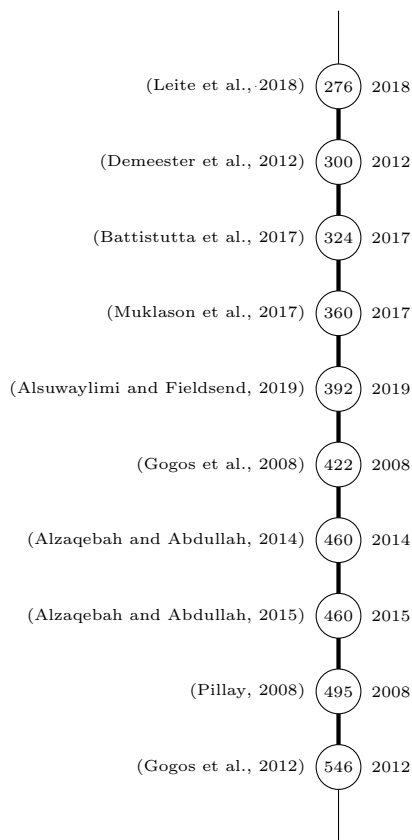 (Leite et al., 2018) 276 2018
(Demeester et al., 2012) 300 2012
(Battistutta et al., 2017) 324 2017
(Muklason et al., 2017) 360 2017
(Alsuwaylimi and Fieldsend, 2019) 392 2019
(Gogos et al., 2008) 422 2008
(Alzaqebah and Abdullah, 2014) 460 2014
(Alzaqebah and Abdullah, 2015) 460 2015
(Pillay, 2008) 495 2008
(Gogos et al., 2012) 546 2012